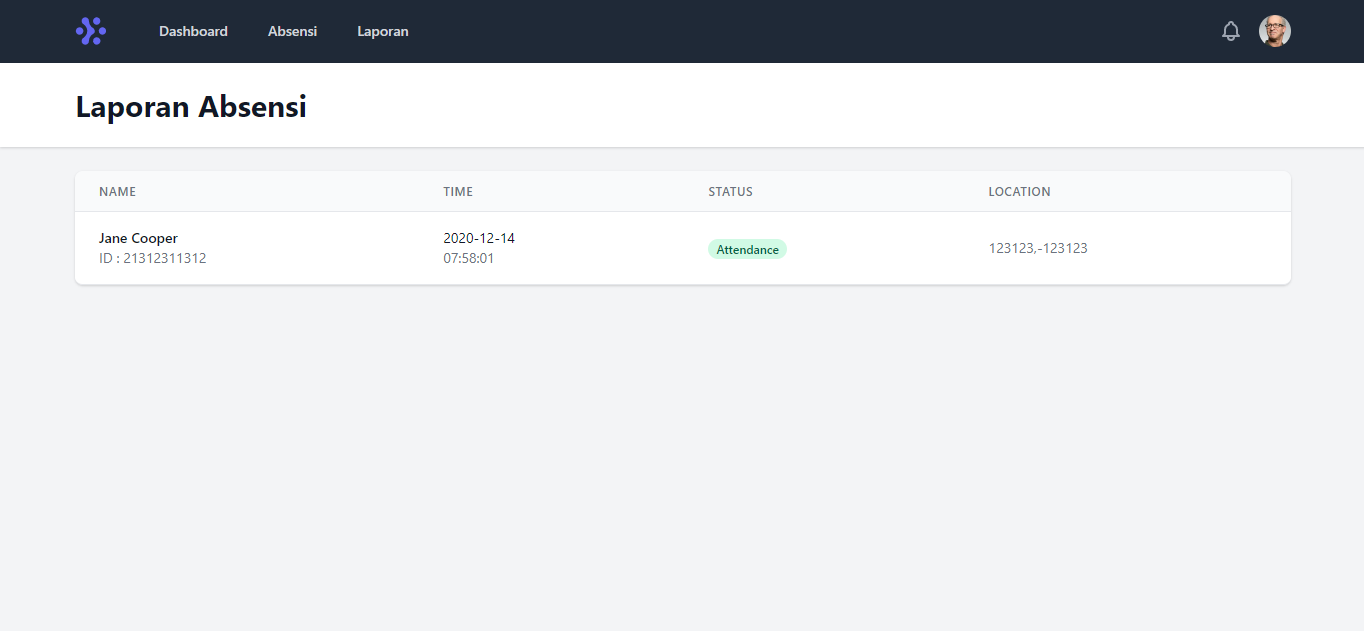 Dashboard Absensi Laporan
Laporan Absensi
NAME TIME STATUS LOCATION
Jane Cooper 2020-12-14
Attendance 123123,-123123
ID : 21312311312 07:58:01